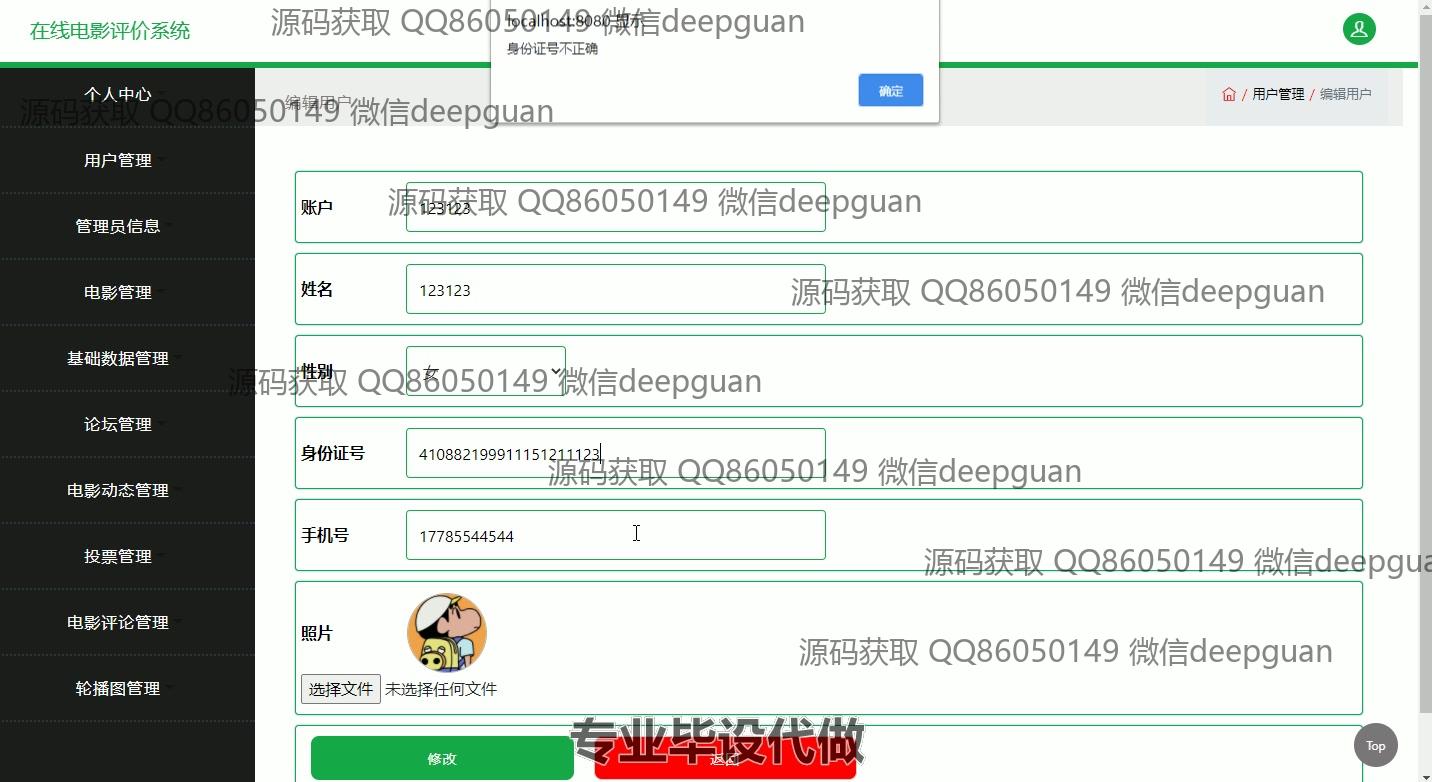 在线电影评价系统
源码获取 QQ86050149 微信deepguan
localhost:8080 显示
身份证号不正确
确定
个人中心
编辑用户
/ 用户管理 / 编辑用户
源码获取 QQ86050149 微信deepguan
用户管理
管理员信息
电影管理
基础数据管理
论坛管理
电影动态管理
投票管理
电影评论管理
轮播图管理
账户
123123
源码获取 QQ86050149 微信deepguan
姓名
123123
源码获取 QQ86050149 微信deepguan
性别
女
源码获取 QQ86050149 微信deepguan
身份证号
410882199911151211123
源码获取 QQ86050149 微信deepguan
手机号
17785544544
源码获取 QQ86050149 微信deepgua
照片
源码获取 QQ86050149 微信deepguan
选择文件 未选择任何文件
专业毕设代做
修改
返回
Top